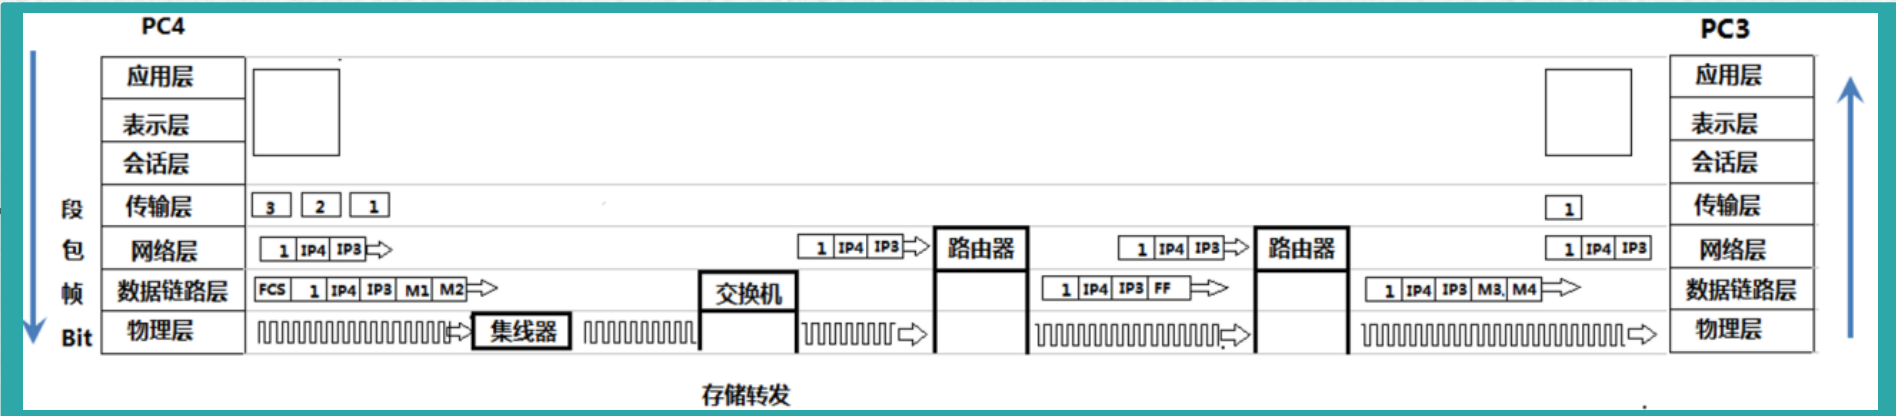 PC4 PC3
应用层 应用层
表示层 表示层
会话层 会话层
段 传输层 3 2 1 1 传输层
包 网络层 1 IP4 IP3 1 IP4 IP3 路由器 1 IP4 IP3 路由器 1 IP4 IP3 网络层
帧 数据链路层 FCS 1 IP4 IP3 M1 M2 交换机 1 IP4 IP3 FF 1 IP4 IP3 M3, M4 数据链路层
Bit 物理层 集线器 物理层
存储转发